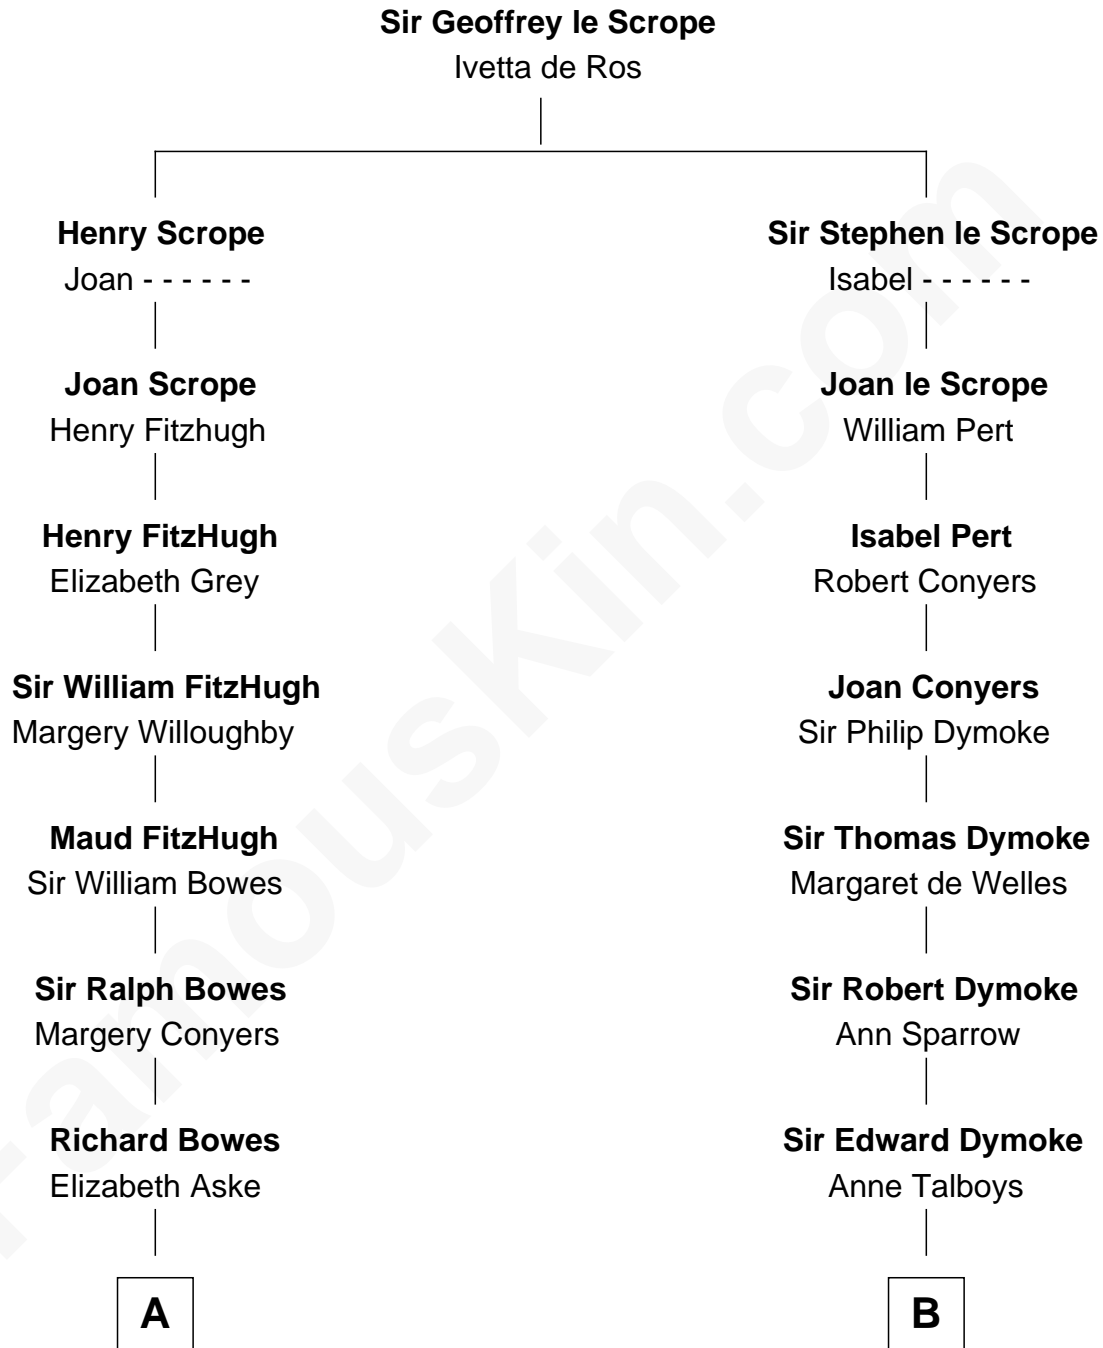 Sir Geoffrey le Scrope
Ivetta de Ros
Henry Scrope
Joan - - - - - -
Joan Scrope
Henry Fitzhugh
Henry FitzHugh
Elizabeth Grey
Sir William FitzHugh
Margery Willoughby
Maud FitzHugh
Sir William Bowes
Sir Ralph Bowes
Margery Conyers
Richard Bowes
Elizabeth Aske
A
Sir Stephen le Scrope
Isabel - - - - - -
Joan le Scrope
William Pert
Isabel Pert
Robert Conyers
Joan Conyers
Sir Philip Dymoke
Sir Thomas Dymoke
Margaret de Welles
Sir Robert Dymoke
Ann Sparrow
Sir Edward Dymoke
Anne Talboys
B
FamousKin.com